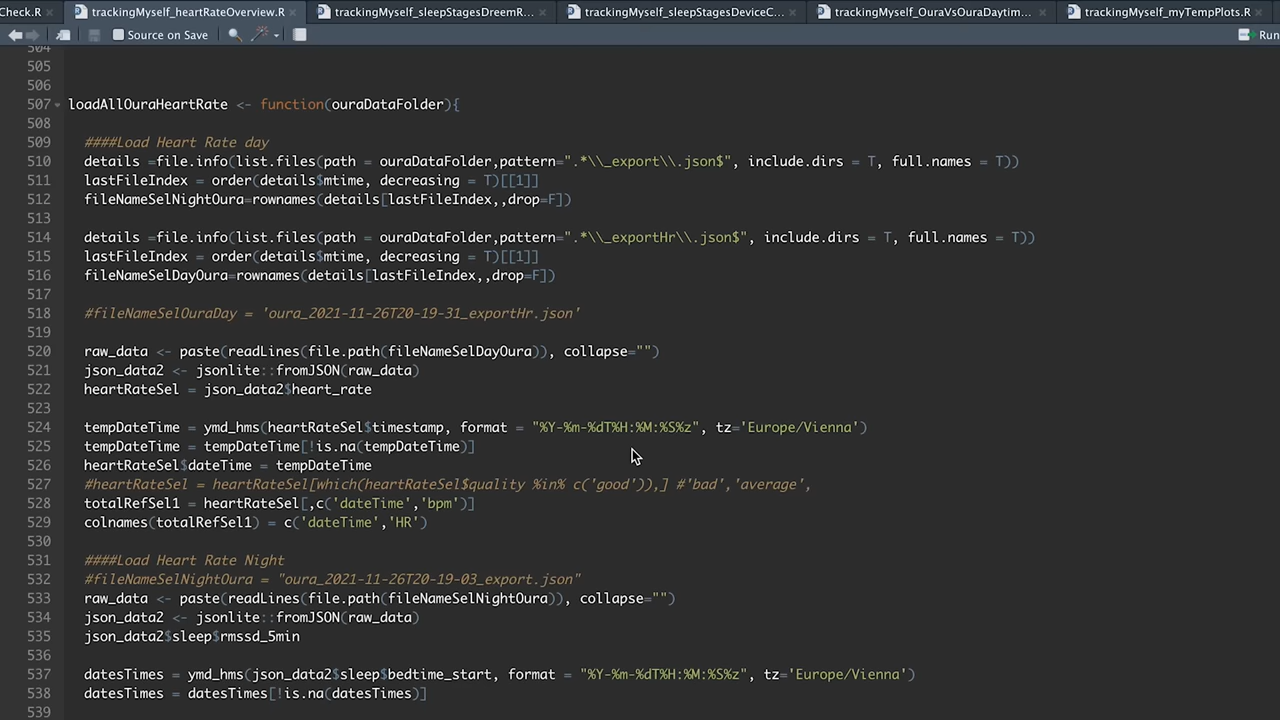 Check.R trackingMyself_heartRateOverview.R trackingMyself_sleepStagesDreemR... trackingMyself_sleepStagesDeviceC... trackingMyself_OuraVsOuraDaytim... trackingMyself_myTempPlots.R
Source on Save Run
504
505
506
507 loadAllOuraHeartRate <- function(ouraDataFolder){
508
509 ####Load Heart Rate day
510 details =file.info(list.files(path = ouraDataFolder,pattern=".*\\_export\\.json$", include.dirs = T, full.names = T))
511 lastFileIndex = order(details$mtime, decreasing = T)[[1]]
512 fileNameSelNightOura=rownames(details[lastFileIndex,,drop=F])
513
514 details =file.info(list.files(path = ouraDataFolder,pattern=".*\\_exportHr\\.json$", include.dirs = T, full.names = T))
515 lastFileIndex = order(details$mtime, decreasing = T)[[1]]
516 fileNameSelDayOura=rownames(details[lastFileIndex,,drop=F])
517
518 #fileNameSelOuraDay = 'oura_2021-11-26T20-19-31_exportHr.json'
519
520 raw_data <- paste(readLines(file.path(fileNameSelDayOura)), collapse="")
521 json_data2 <- jsonlite::fromJSON(raw_data)
522 heartRateSel = json_data2$heart_rate
523
524 tempDateTime = ymd_hms(heartRateSel$timestamp, format = "%Y-%m-%dT%H:%M:%S%z", tz='Europe/Vienna')
525 tempDateTime = tempDateTime[!is.na(tempDateTime)]
526 heartRateSel$dateTime = tempDateTime
527 #heartRateSel = heartRateSel[which(heartRateSel$quality %in% c('good')),] #'bad','average',
528 totalRefSel1 = heartRateSel[,c('dateTime','bpm')]
529 colnames(totalRefSel1) = c('dateTime','HR')
530
531 ####Load Heart Rate Night
532 #fileNameSelNightOura = "oura_2021-11-26T20-19-03_export.json"
533 raw_data <- paste(readLines(file.path(fileNameSelNightOura)), collapse="")
534 json_data2 <- jsonlite::fromJSON(raw_data)
535 json_data2$sleep$rmssd_5min
536
537 datesTimes = ymd_hms(json_data2$sleep$bedtime_start, format = "%Y-%m-%dT%H:%M:%S%z", tz='Europe/Vienna')
538 datesTimes = datesTimes[!is.na(datesTimes)]
539